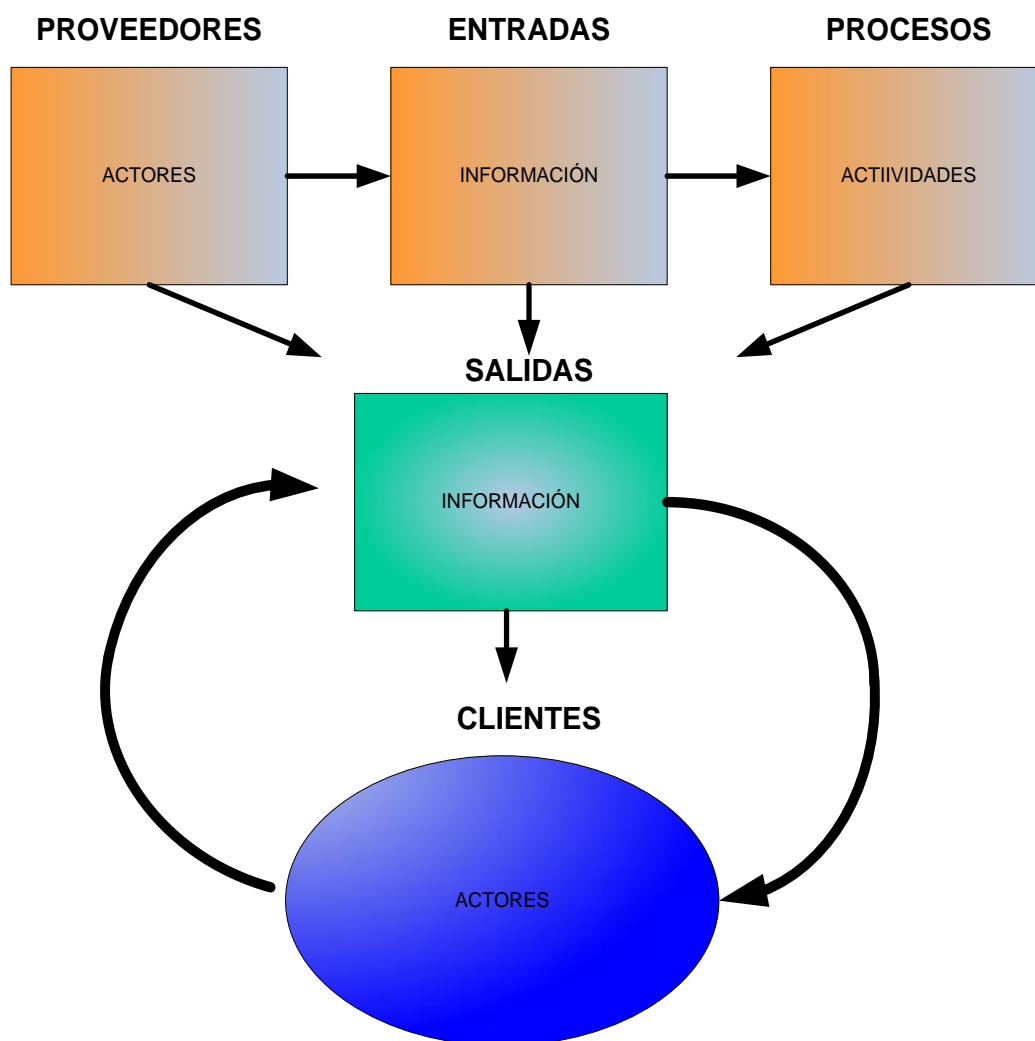 PROVEEDORES
ENTRADAS
PROCESOS
ACTORES
INFORMACIÓN
ACTIIVIDADES
SALIDAS
INFORMACIÓN
CLIENTES
ACTORES